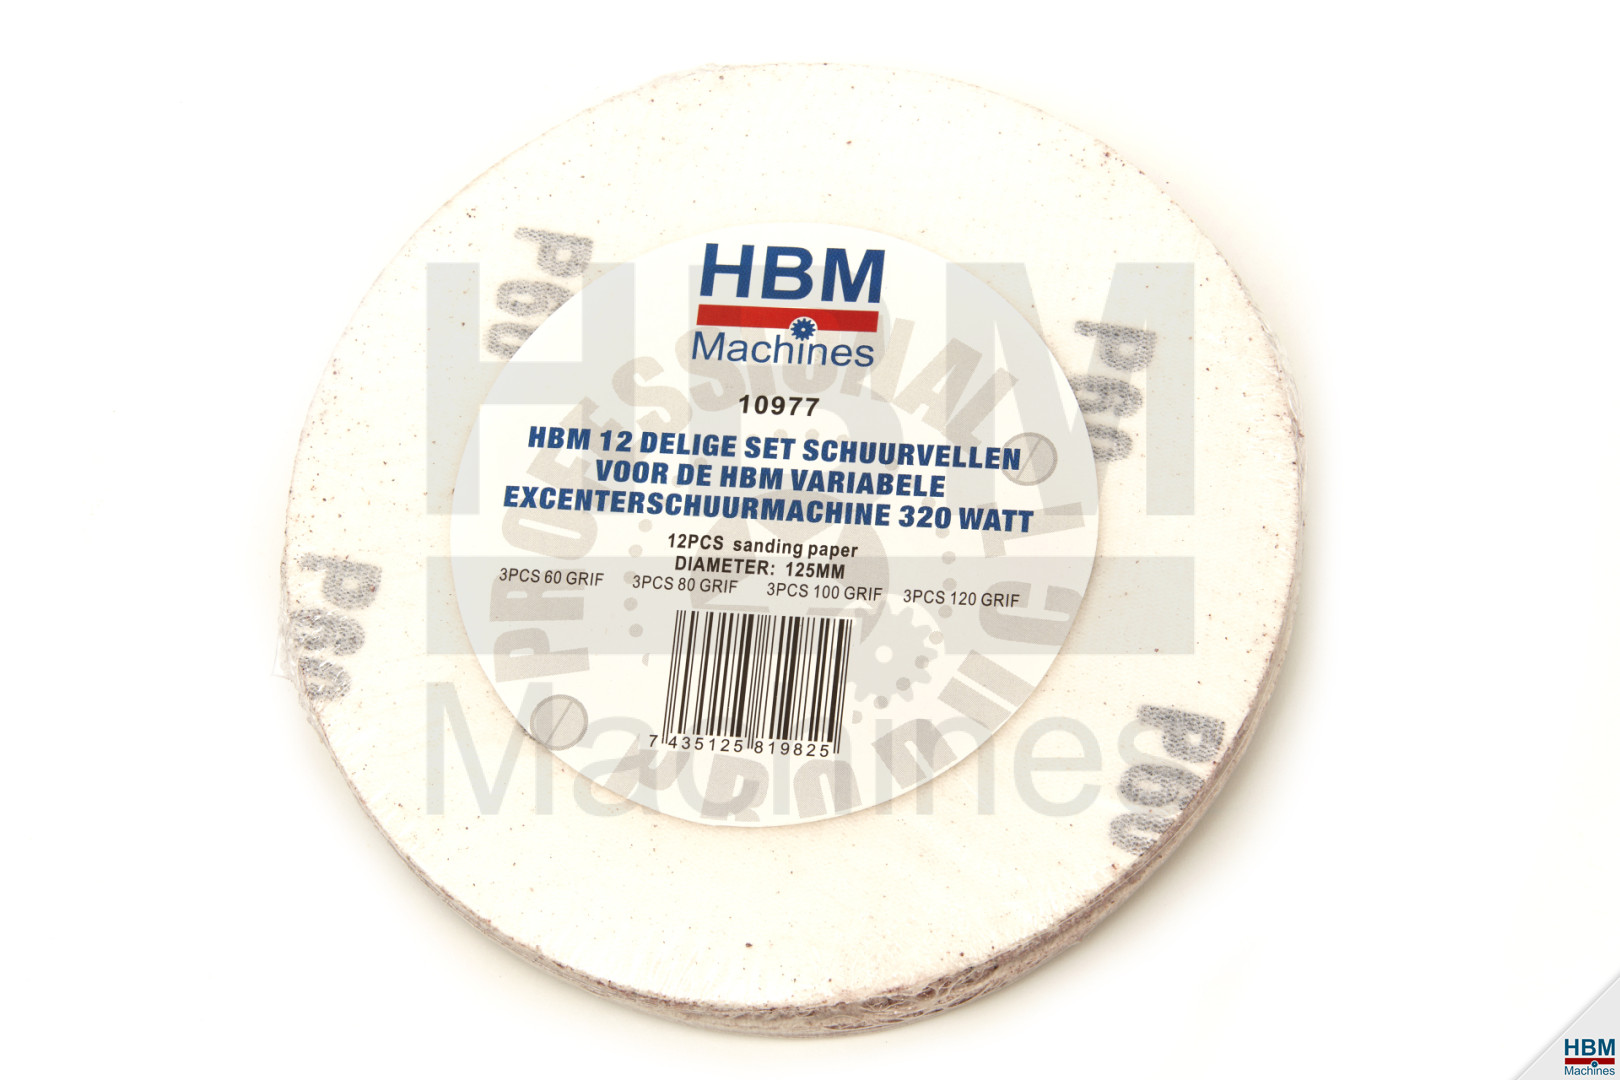 HBM
Machines
10977
HBM 12 DELIGE SET SCHUURVELLEN
VOOR DE HBM VARIABELE
EXCENTERSCHUURMACHINE 320 WATT
12PCS sanding paper
DIAMETER: 125MM
3PCS 60 GRIF 3PCS 80 GRIF 3PCS 100 GRIF 3PCS 120 GRIF
7 435125 819825
PROFESSIONAL
P60
P60
P60
P60
HBM
Machines
HBM
Machines